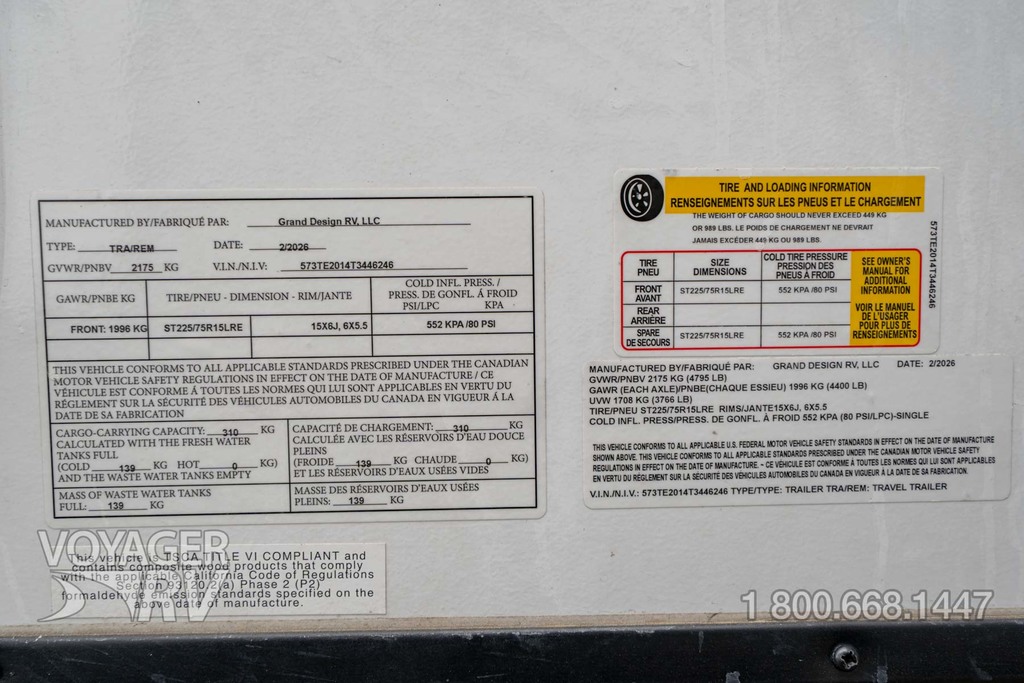 MANUFACTURED BY/FABRIQUÉ PAR: Grand Design RV, LLC
TYPE: TRA/REM DATE: 2/2026
GVWR/PNBV 2175 KG V.I.N./N.I.V: 573TE2014T3446246
GAWR/PNBE KG TIRE/PNEU - DIMENSION - RIM/JANTE COLD INFL. PRESS. /
PRESS. DE GONFL. Á FROID
PSI/LPC KPA
FRONT: 1996 KG ST225/75R15LRE 15X6J, 6X5.5 552 KPA /80 PSI
THIS VEHICLE CONFORMS TO ALL APPLICABLE STANDARDS PRESCRIBED UNDER THE CANADIAN
MOTOR VEHICLE SAFETY REGULATIONS IN EFFECT ON THE DATE OF MANUFACTURE / CE
VÉHICULE EST CONFORME Á TOUTES LES NORMES QUI LUI SONT APPLICABLES EN VERTU DU
RÉGLEMENT SUR LA SÉCURITÉ DES VÉHICULES AUTOMOBILES DU CANADA EN VIGUEUR Á LA
DATE DE SA FABRICATION
CARGO-CARRYING CAPACITY: 310 KG
CALCULATED WITH THE FRESH WATER
TANKS FULL
(COLD 139 KG HOT 0 KG)
AND THE WASTE WATER TANKS EMPTY
CAPACITÉ DE CHARGEMENT: 310 KG
CALCULÉE AVEC LES RÉSERVOIRS D'EAU DOUCE
PLEINS
(FROIDE 139 KG CHAUDE 0 KG)
ET LES RÉSERVOIRS D'EAUX USÉES VIDES
MASS OF WASTE WATER TANKS
FULL: 139 KG
MASSE DES RÉSERVOIRS D'EAUX USÉES
PLEINS: 139 KG
This vehicle is TSCA TITLE VI COMPLIANT and
contains composite wood products that comply
with the applicable California Code of Regulations
Section 93120.2(a) Phase 2 (P2)
formaldehyde emission standards specified on the
above date of manufacture.
VOYAGER
RV
TIRE AND LOADING INFORMATION
RENSEIGNEMENTS SUR LES PNEUS ET LE CHARGEMENT
THE WEIGHT OF CARGO SHOULD NEVER EXCEED 449 KG
OR 989 LBS. LE POIDS DE CHARGEMENT NE DEVRAIT
JAMAIS EXCÉDER 449 KG OU 989 LBS.
TIRE
PNEU
SIZE
DIMENSIONS
COLD TIRE PRESSURE
PRESSION DES
PNEUS A FROID
FRONT
AVANT
ST225/75R15LRE 552 KPA /80 PSI
REAR
ARRIÈRE
SPARE
DE SECOURS
ST225/75R15LRE 552 KPA /80 PSI
SEE OWNER'S
MANUAL FOR
ADDITIONAL
INFORMATION
VOIR LE MANUEL
DE L'USAGER
POUR PLUS DE
RENSEIGNEMENTS
573TE2014T3446246
MANUFACTURED BY/FABRIQUÉ PAR: GRAND DESIGN RV, LLC DATE: 2/2026
GVWR/PNBV 2175 KG (4795 LB)
GAWR (EACH AXLE)/PNBE(CHAQUE ESSIEU) 1996 KG (4400 LB)
UVW 1708 KG (3766 LB)
TIRE/PNEU ST225/75R15LRE RIMS/JANTE15X6J, 6X5.5
COLD INFL. PRESS/PRESS. DE GONFL. À FROID 552 KPA (80 PSI/LPC)-SINGLE
THIS VEHICLE CONFORMS TO ALL APPLICABLE U.S. FEDERAL MOTOR VEHICLE SAFETY STANDARDS IN EFFECT ON THE DATE OF MANUFACTURE
SHOWN ABOVE. THIS VEHICLE CONFORMS TO ALL APPLICABLE STANDARDS PRESCRIBED UNDER THE CANADIAN MOTOR VEHICLE SAFETY
REGULATIONS IN EFFECT ON THE DATE OF MANUFACTURE. ~ CE VÉHICULE EST CONFORME À TOUTES LES NORMES QUI LUI SONT APPLICABLES
EN VERTU DU RÉGLEMENT SUR LA SÉCURITÉ DES VÉHICULES AUTOMOBILES DU CANADA EN VIGUEUR À LA DATE DE SA FABRICATION.
V.I.N./N.I.V.: 573TE2014T3446246 TYPE/TYPE: TRAILER TRA/REM: TRAVEL TRAILER
1 800.668.1447